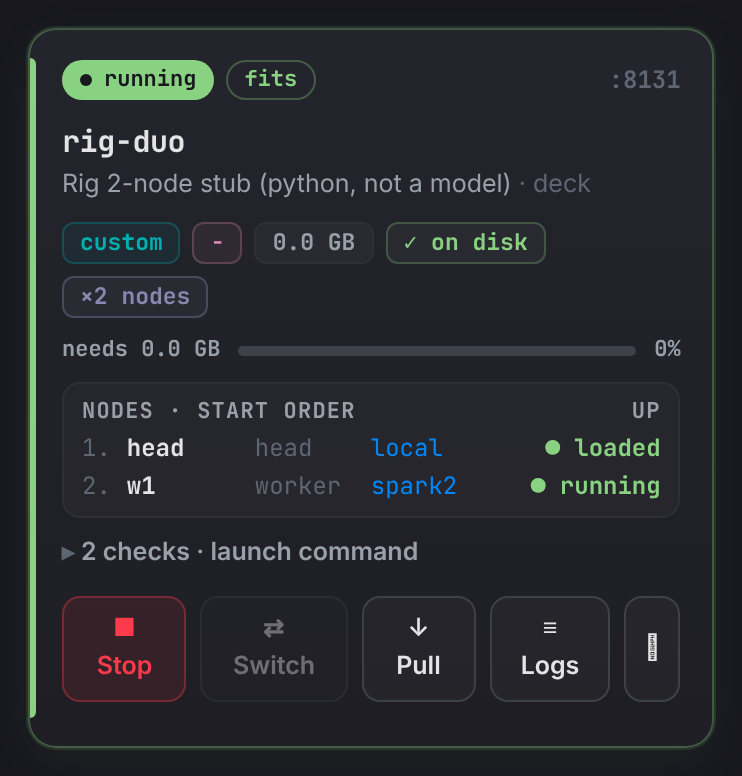 ● running fits :8131
rig-duo
Rig 2-node stub (python, not a model) · deck
custom - 0.0 GB ✓ on disk
×2 nodes
needs 0.0 GB 0%
NODES · START ORDER UP
1. head head local ● loaded
2. w1 worker spark2 ● running
▸ 2 checks · launch command
■ ⇄ ↓ ≡
Stop Switch Pull Logs